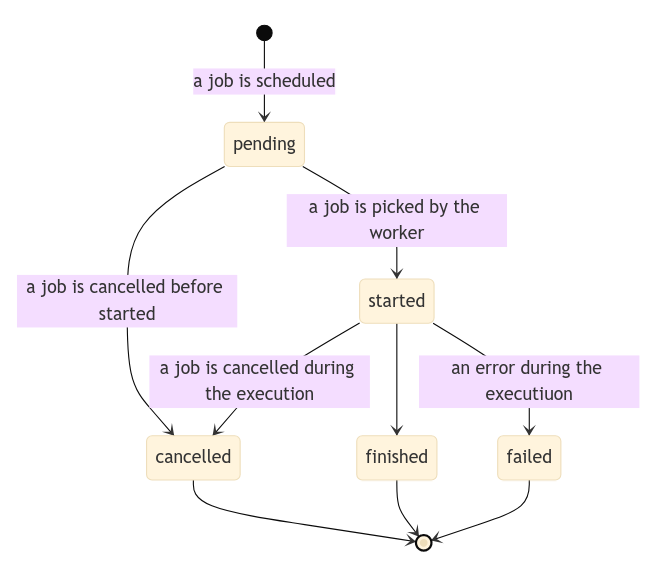 a job is scheduled
pending
a job is picked by the
worker
a job is cancelled before
started
started
a job is cancelled during
the execution
an error during the
executiuon
cancelled
finished
failed